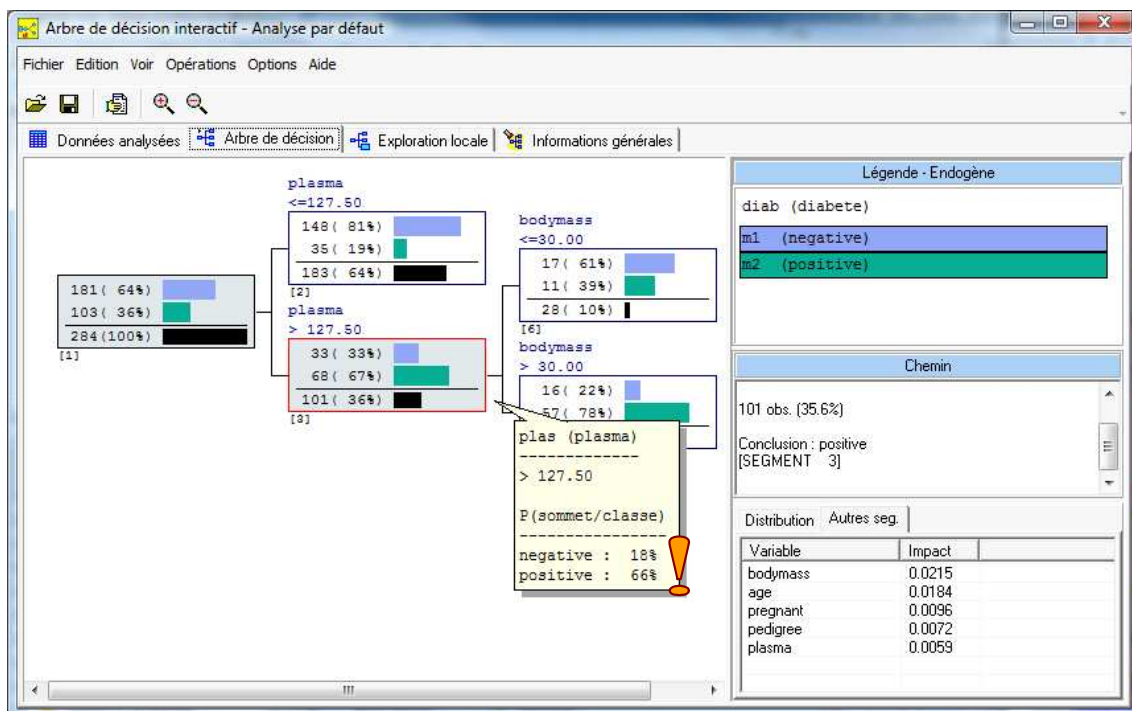 Arbre de décision interactif - Analyse par défaut
Fichier Edition Voir Opérations Options Aide
Données analysées Arbre de décision Exploration locale Informations générales
181( 64%)
103( 36%)
284(100%)
[1]
plasma
<=127.50
148( 81%)
35( 19%)
183( 64%)
[2]
plasma
> 127.50
33( 33%)
68( 67%)
101( 36%)
[3]
bodymass
<=30.00
17( 61%)
11( 39%)
28( 10%)
[6]
bodymass
> 30.00
16( 22%)
57( 78%)
plas (plasma)
-------------
> 127.50
P(sommet/classe)
----------------
negative : 18%
positive : 66%
!
Légende - Endogène
diab (diabete)
m1 (negative)
m2 (positive)
Chemin
101 obs. (35.6%)
Conclusion : positive
[SEGMENT 3]
Distribution Autres seg.
Variable Impact
bodymass 0.0215
age 0.0184
pregnant 0.0096
pedigree 0.0072
plasma 0.0059